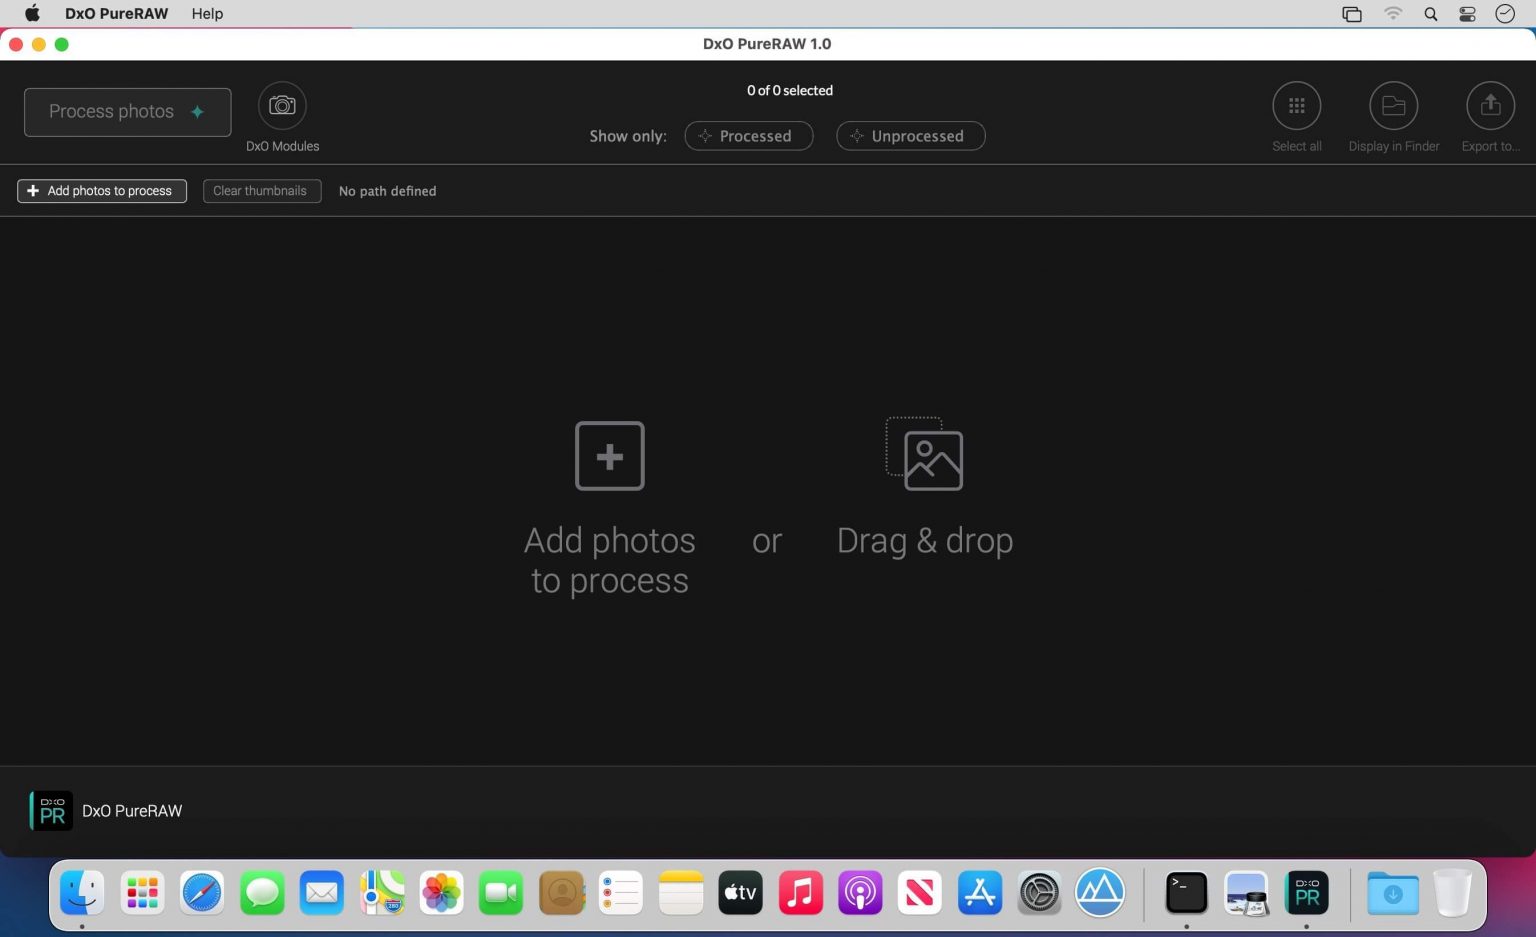 DxO PureRAW Help
DxO PureRAW 1.0
Process photos
DxO Modules
0 of 0 selected
Show only: Processed Unprocessed
Select all
Display in Finder
Export to...
Add photos to process
Clear thumbnails
No path defined
Add photos
to process
or
Drag & drop
DXO
PR
DxO PureRAW
280
tv
>_
DXO
PR